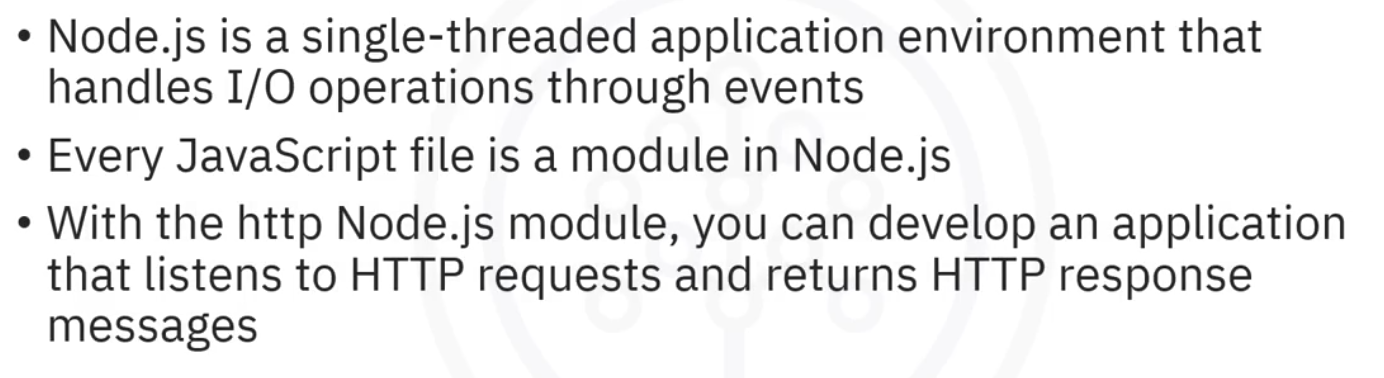 • Node.js is a single-threaded application environment that
handles I/O operations through events
• Every JavaScript file is a module in Node.js
• With the http Node.js module, you can develop an application
that listens to HTTP requests and returns HTTP response
messages